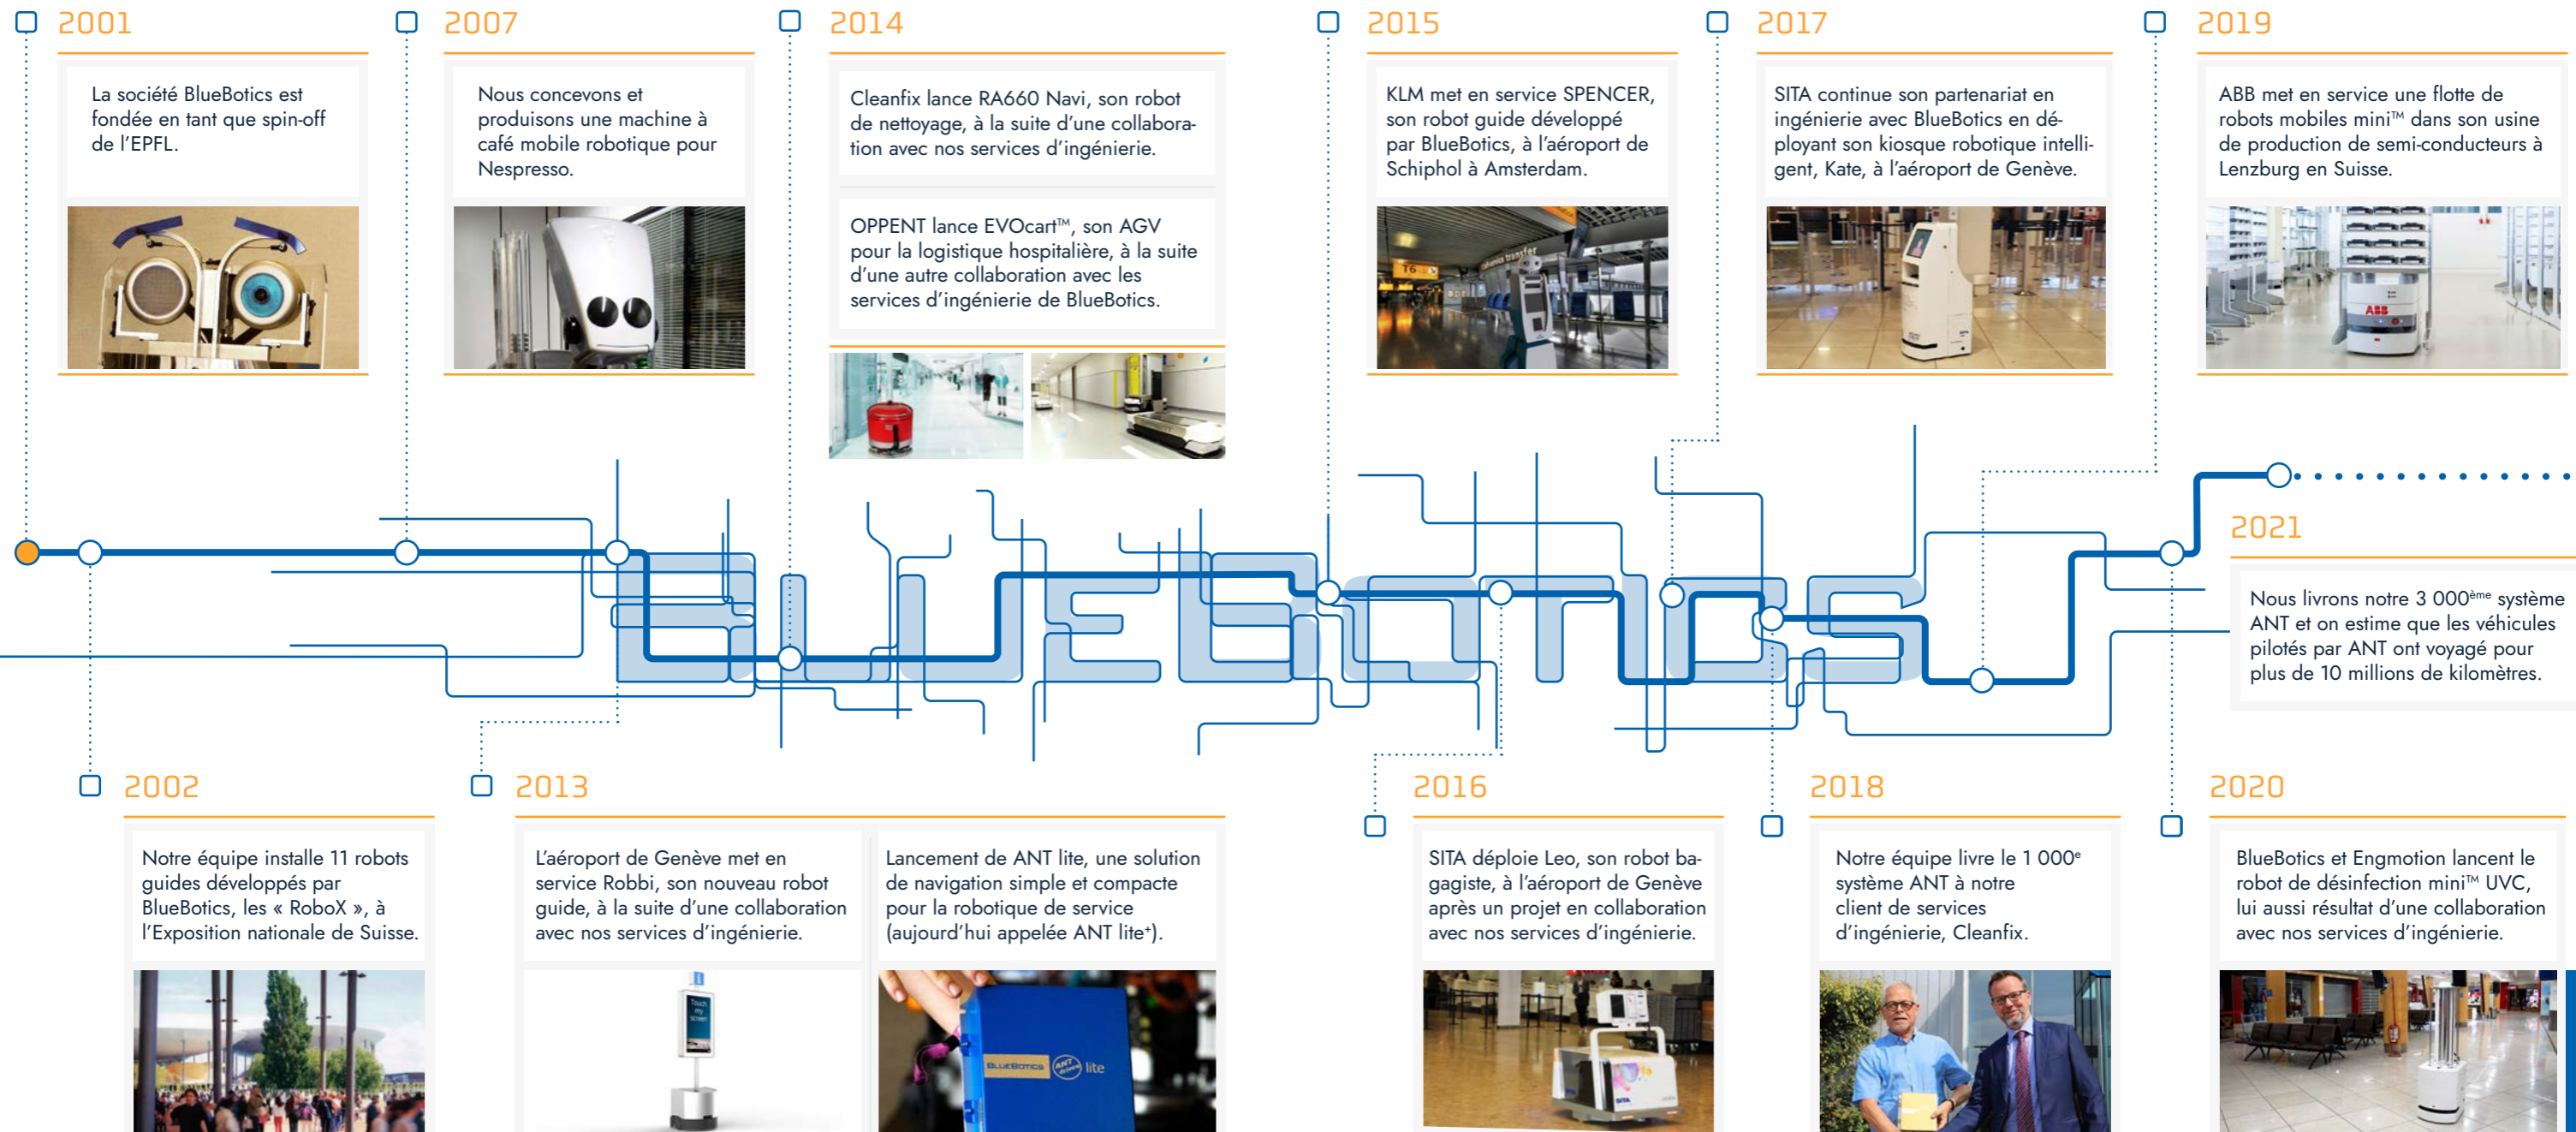 2001
La société BlueBotics est
fondée en tant que spin-off
de l'EPFL.
2007
Nous concevons et
produisons une machine à
café mobile robotique pour
Nespresso.
2014
Cleanfix lance RA660 Navi, son robot
de nettoyage, à la suite d'une collabora-
tion avec nos services d'ingénierie.
OPPENT lance EVOcart™, son AGV
pour la logistique hospitalière, à la suite
d'une autre collaboration avec les
services d'ingénierie de BlueBotics.
2015
KLM met en service SPENCER,
son robot guide développé
par BlueBotics, à l'aéroport de
Schiphol à Amsterdam.
T6
transfer
2017
SITA continue son partenariat en
ingénierie avec BlueBotics en dé-
ployant son kiosque robotique intelli-
gent, Kate, à l'aéroport de Genève.
2019
ABB met en service une flotte de
robots mobiles mini™ dans son usine
de production de semi-conducteurs à
Lenzburg en Suisse.
ABB
BLUEBOTICS
2021
Nous livrons notre 3 000ème système
ANT et on estime que les véhicules
pilotés par ANT ont voyagé pour
plus de 10 millions de kilomètres.
2002
Notre équipe installe 11 robots
guides développés par
BlueBotics, les « RoboX », à
l'Exposition nationale de Suisse.
2013
L'aéroport de Genève met en
service Robbi, son nouveau robot
guide, à la suite d'une collaboration
avec nos services d'ingénierie.
Touch
my
screen
Lancement de ANT lite, une solution
de navigation simple et compacte
pour la robotique de service
(aujourd'hui appelée ANT lite⁺).
BLUEBOTICS ANT driven lite
2016
SITA déploie Leo, son robot ba-
gagiste, à l'aéroport de Genève
après un projet en collaboration
avec nos services d'ingénierie.
SITA
2018
Notre équipe livre le 1 000e
système ANT à notre
client de services
d'ingénierie, Cleanfix.
2020
BlueBotics et Engmotion lancent le
robot de désinfection mini™ UVC,
lui aussi résultat d'une collaboration
avec nos services d'ingénierie.